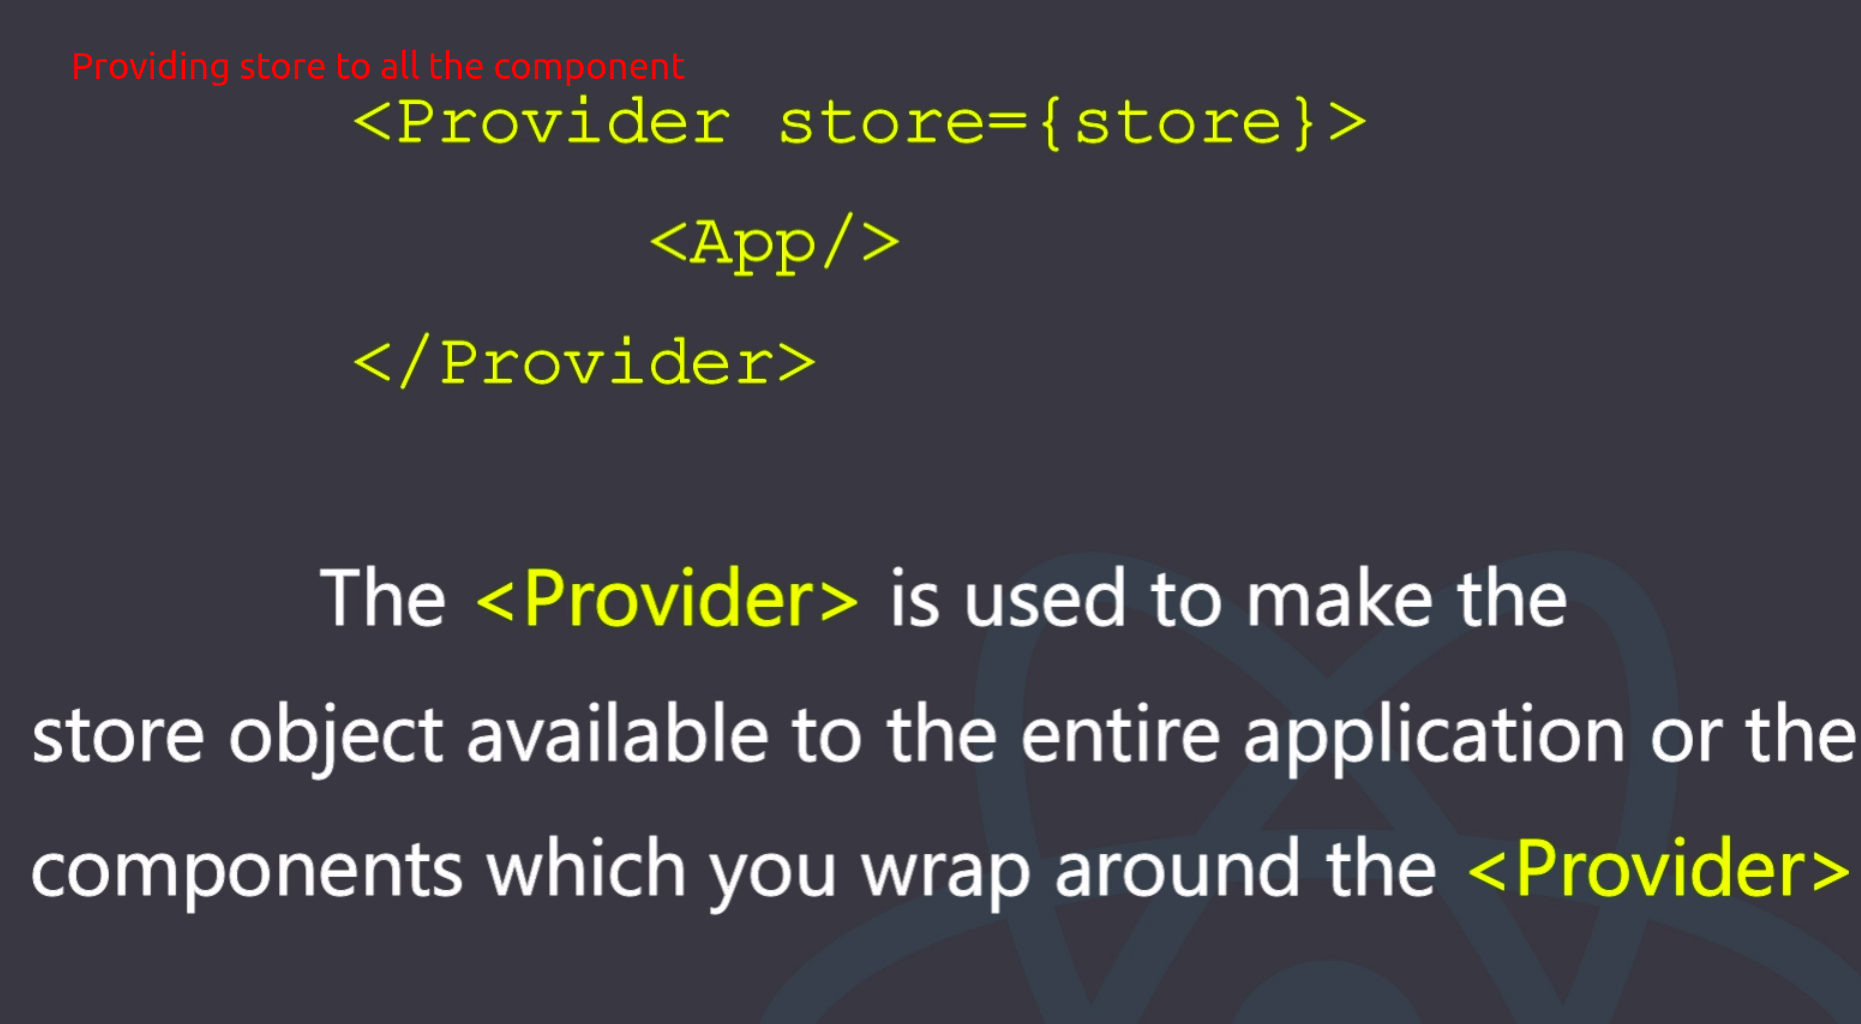 Providing store to all the component
<Provider store={store}>
<App/>
</Provider>
The <Provider> is used to make the
store object available to the entire application or the
components which you wrap around the <Provider>